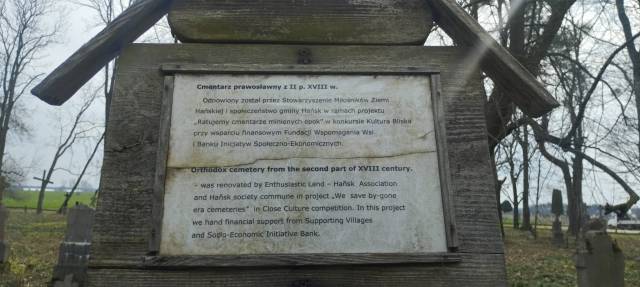 Cmentarz prawosławny z II p. XVIII w.
Odnowiony został przez Stowarzyszenie Miłośników Ziemi
Hańskiej i społeczeństwo gminy Hańsk w ramach projektu
„Ratujemy cmentarze minionych epok" w konkursie Kultura Bliska
przy wsparciu finansowym Fundacji Wspomagania Wsi
i Banku Inicjatyw Społeczno-Ekonomicznych.
Orthodox cemetery from the second part of XVIII century.
- was renovated by Enthusiastic Land – Hańsk Association
and Hańsk society commune in project „We save by-gone
era cemeteries" in Close Culture competition. In this project
we hand financial support from Supporting Villages
and Socio-Economic Initiative Bank.